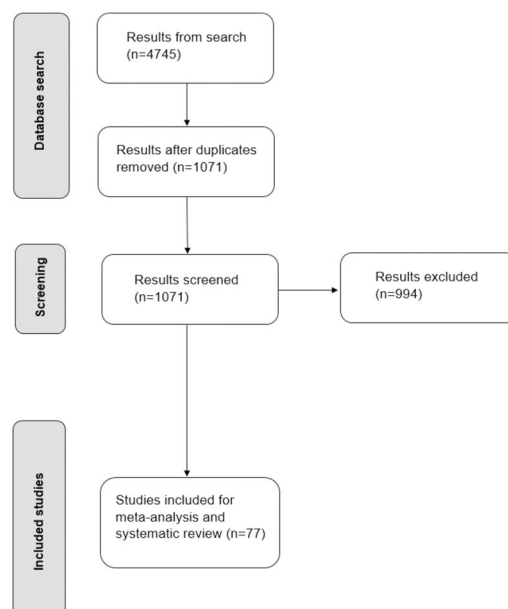 Database search
Results from search
(n=4745)
Results after duplicates
removed (n=1071)
Screening
Results screened
(n=1071)
Results excluded
(n=994)
Included studies
Studies included for
meta-analysis and
systematic review (n=77)